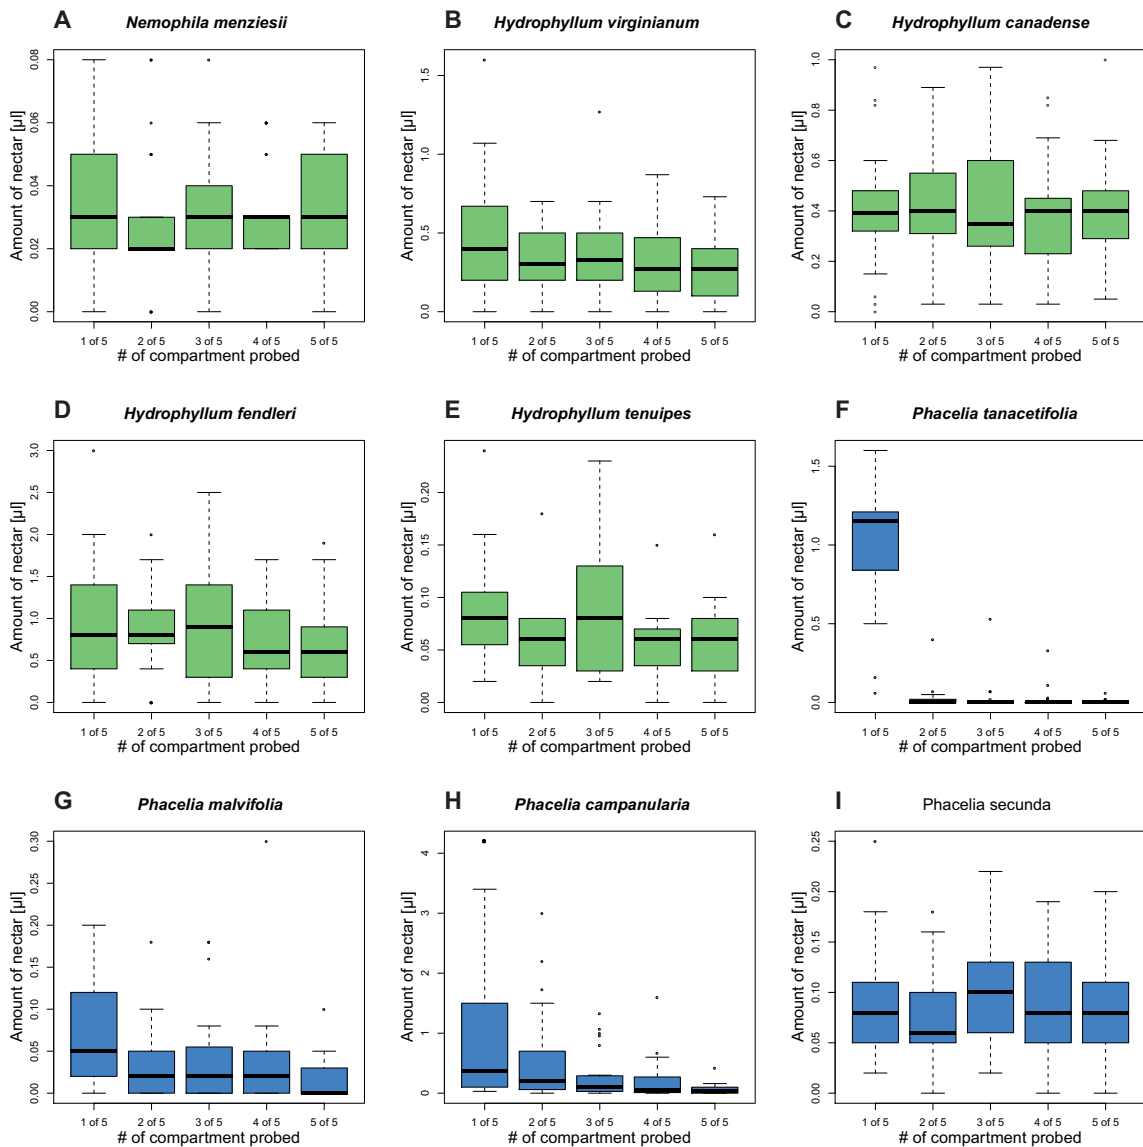 A Nemophila menziesii
Amount of nectar [µl]
0.08
0.06
0.04
0.02
0.00
1 of 5 2 of 5 3 of 5 4 of 5 5 of 5
# of compartment probed
B Hydrophyllum virginianum
Amount of nectar [µl]
1.5
1.0
0.5
0.0
1 of 5 2 of 5 3 of 5 4 of 5 5 of 5
# of compartment probed
C Hydrophyllum canadense
Amount of nectar [µl]
1.0
0.8
0.6
0.4
0.2
0.0
1 of 5 2 of 5 3 of 5 4 of 5 5 of 5
# of compartment probed
D Hydrophyllum fendleri
Amount of nectar [µl]
3.0
2.5
2.0
1.5
1.0
0.5
0.0
1 of 5 2 of 5 3 of 5 4 of 5 5 of 5
# of compartment probed
E Hydrophyllum tenuipes
Amount of nectar [µl]
0.20
0.15
0.10
0.05
0.00
1 of 5 2 of 5 3 of 5 4 of 5 5 of 5
# of compartment probed
F Phacelia tanacetifolia
Amount of nectar [µl]
1.5
1.0
0.5
0.0
1 of 5 2 of 5 3 of 5 4 of 5 5 of 5
# of compartment probed
G Phacelia malvifolia
Amount of nectar [µl]
0.30
0.25
0.20
0.15
0.10
0.05
0.00
1 of 5 2 of 5 3 of 5 4 of 5 5 of 5
# of compartment probed
H Phacelia campanularia
Amount of nectar [µl]
4
3
2
1
0
1 of 5 2 of 5 3 of 5 4 of 5 5 of 5
# of compartment probed
I Phacelia secunda
Amount of nectar [µl]
0.25
0.20
0.15
0.10
0.05
0.00
1 of 5 2 of 5 3 of 5 4 of 5 5 of 5
# of compartment probed